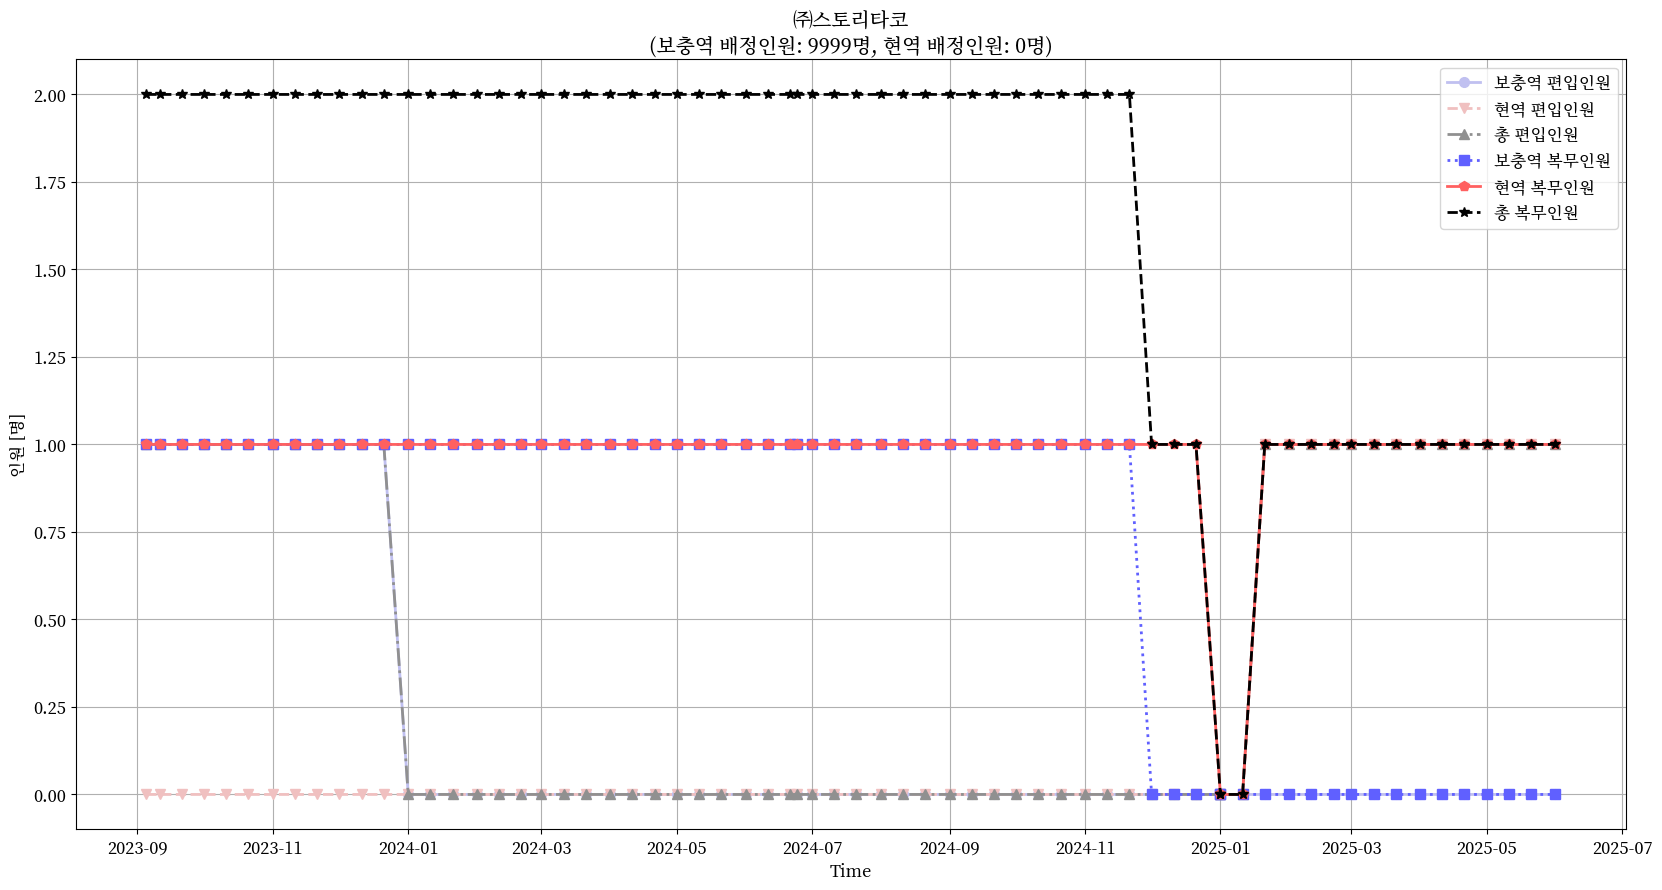 ㈜스토리타코
(보충역 배정인원: 9999명, 현역 배정인원: 0명)
보충역 편입인원
현역 편입인원
총 편입인원
보충역 복무인원
현역 복무인원
총 복무인원
2.00
1.75
1.50
1.25
1.00
0.75
0.50
0.25
0.00
인원 [명]
2023-09 2023-11 2024-01 2024-03 2024-05 2024-07 2024-09 2024-11 2025-01 2025-03 2025-05 2025-07
Time